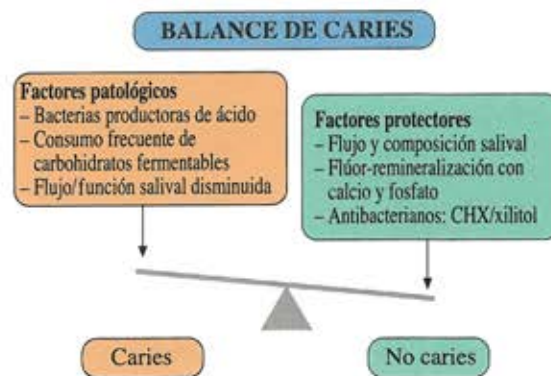 BALANCE DE CARIES
Factores patológicos
– Bacterias productoras de ácido
– Consumo frecuente de
carbohidratos fermentables
– Flujo/función salival disminuida
Factores protectores
– Flujo y composición salival
– Flúor-remineralización con
calcio y fosfato
– Antibacterianos: CHX/xilitol
Caries
No caries